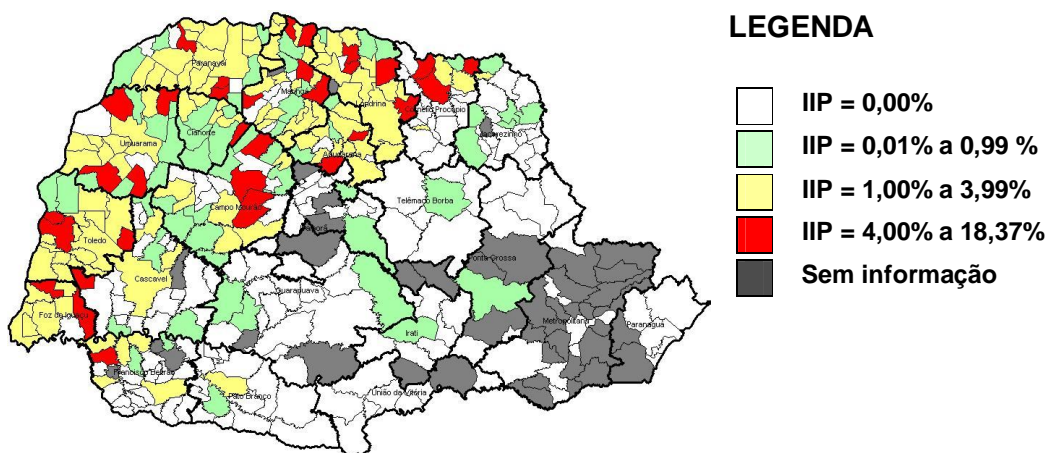 LEGENDA
IIP = 0,00%
IIP = 0,01% a 0,99 %
IIP = 1,00% a 3,99%
IIP = 4,00% a 18,37%
Sem informação
Paranavaí
Maringá
Londrina
Cornélio Procópio
Jacarezinho
Umuarama
Cianorte
Apucarana
Campo Mourão
Telêmaco Borba
Toledo
Ivaiporã
Ponta Grossa
Cascavel
Guarapuava
Foz do Iguaçu
Irati
Metropolitana
Paranaguá
Francisco Beltrão
Pato Branco
União da Vitória